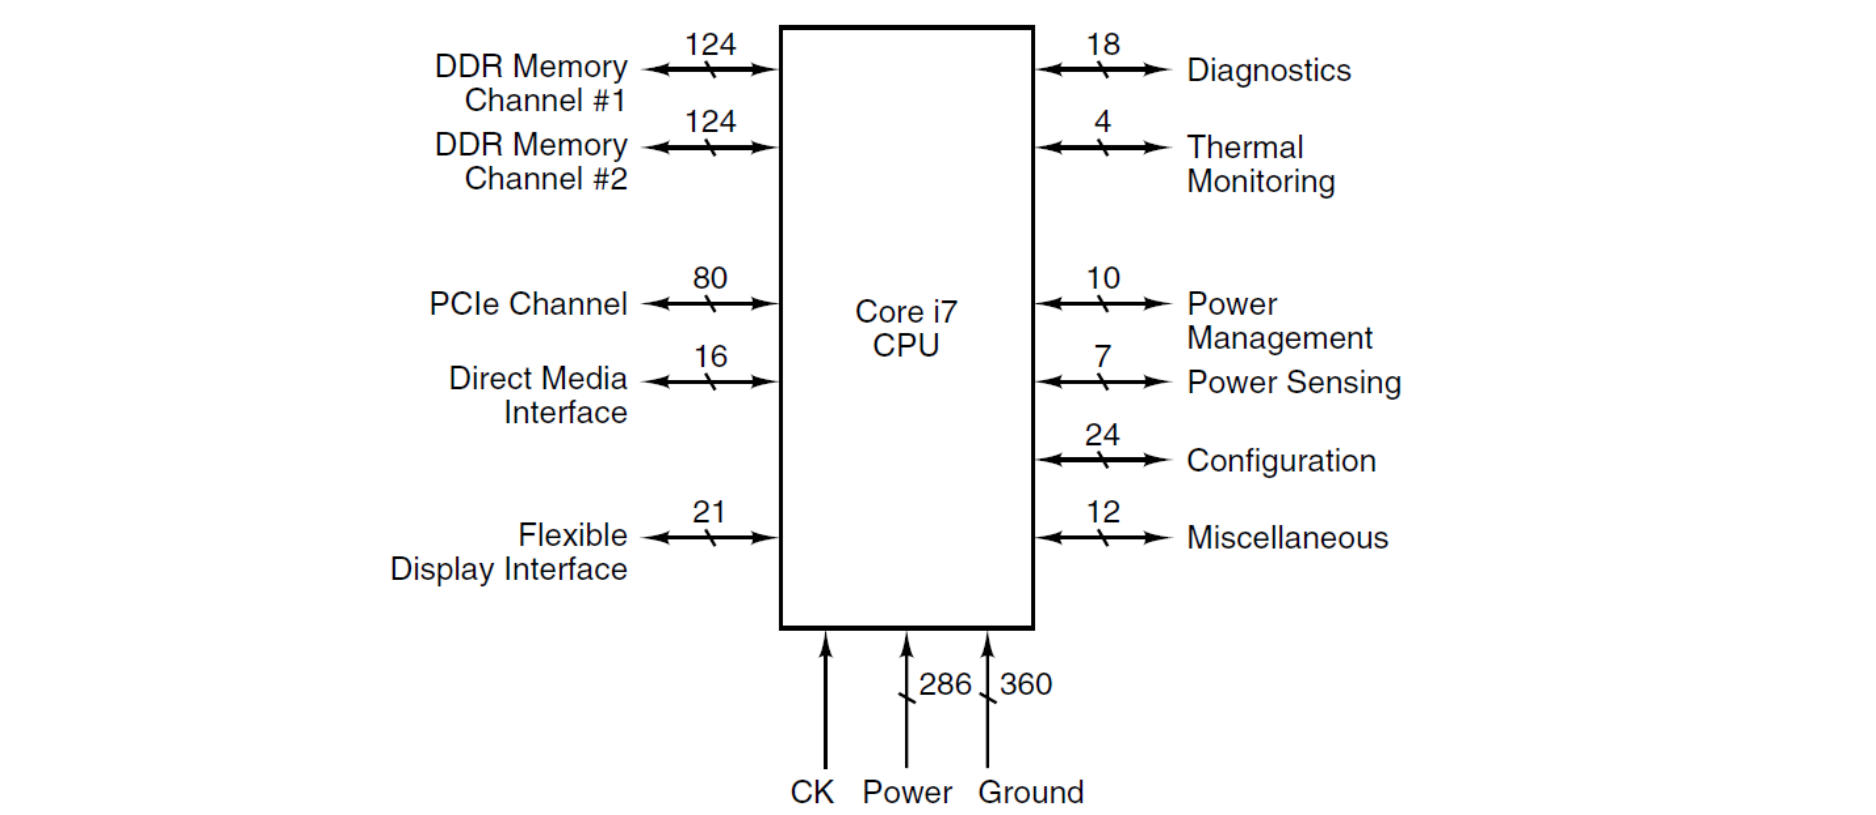 124
DDR Memory
Channel #1
124
DDR Memory
Channel #2
80
PCIe Channel
16
Direct Media
Interface
21
Flexible
Display Interface
Core i7
CPU
18
Diagnostics
4
Thermal
Monitoring
10
Power
Management
7
Power Sensing
24
Configuration
12
Miscellaneous
286 360
CK Power Ground